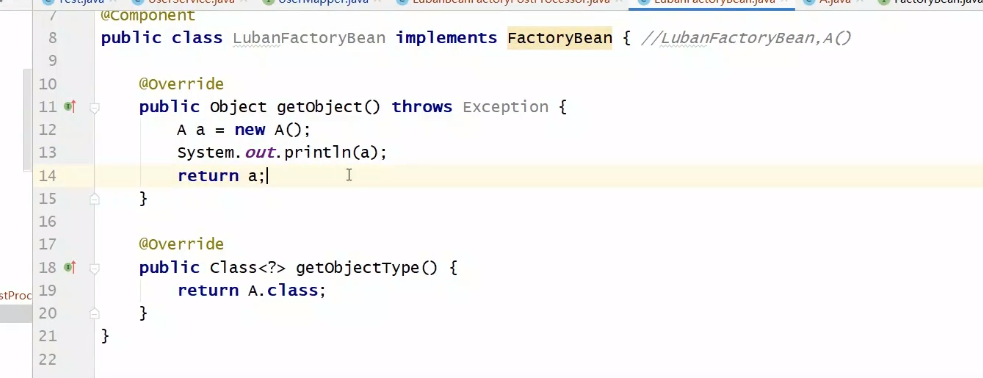 Test.java UserService.java UserMapper.java LubanBeanFactoryPostProcessor.java LubanFactoryBean.java A.java FactoryBean.java
7 @Component
8 public class LubanFactoryBean implements FactoryBean { //LubanFactoryBean,A()
9
10 @Override
11 public Object getObject() throws Exception {
12 A a = new A();
13 System.out.println(a);
14 return a;
15 }
16
17 @Override
18 public Class<?> getObjectType() {
19 return A.class;
20 }
21 }
22
stProc